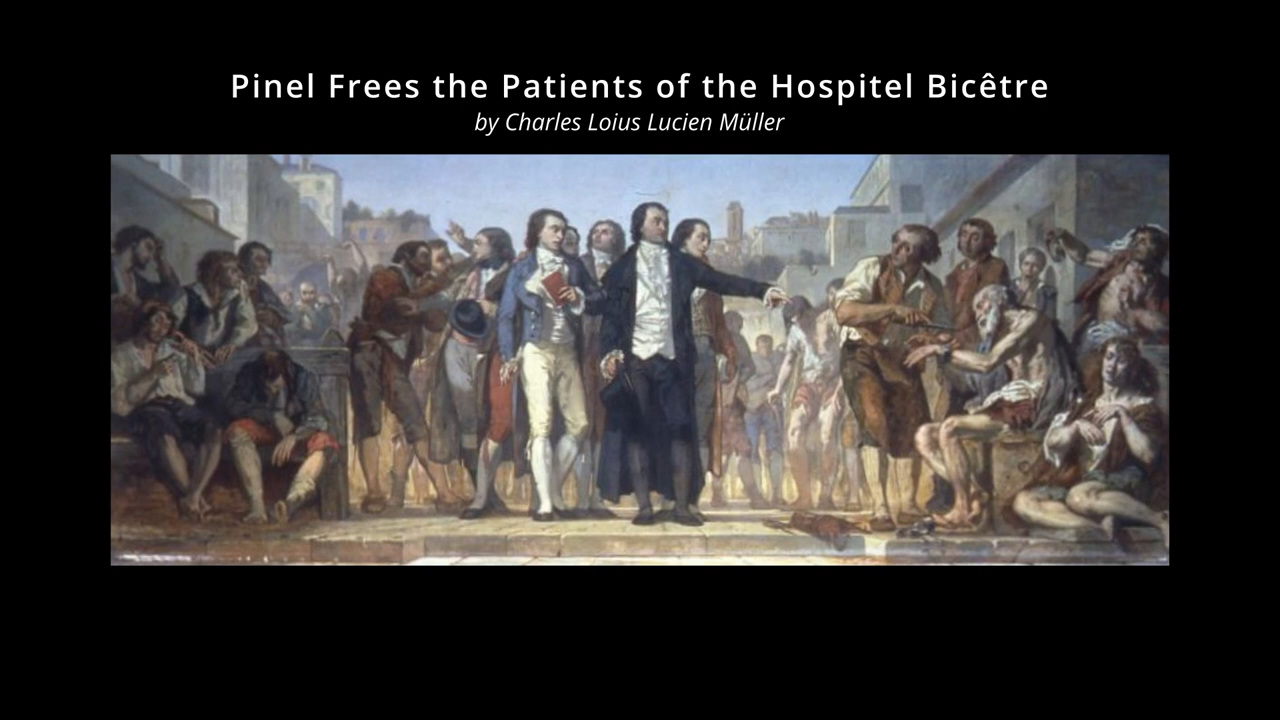 Pinel Frees the Patients of the Hospitel Bicêtre
by Charles Loius Lucien Müller